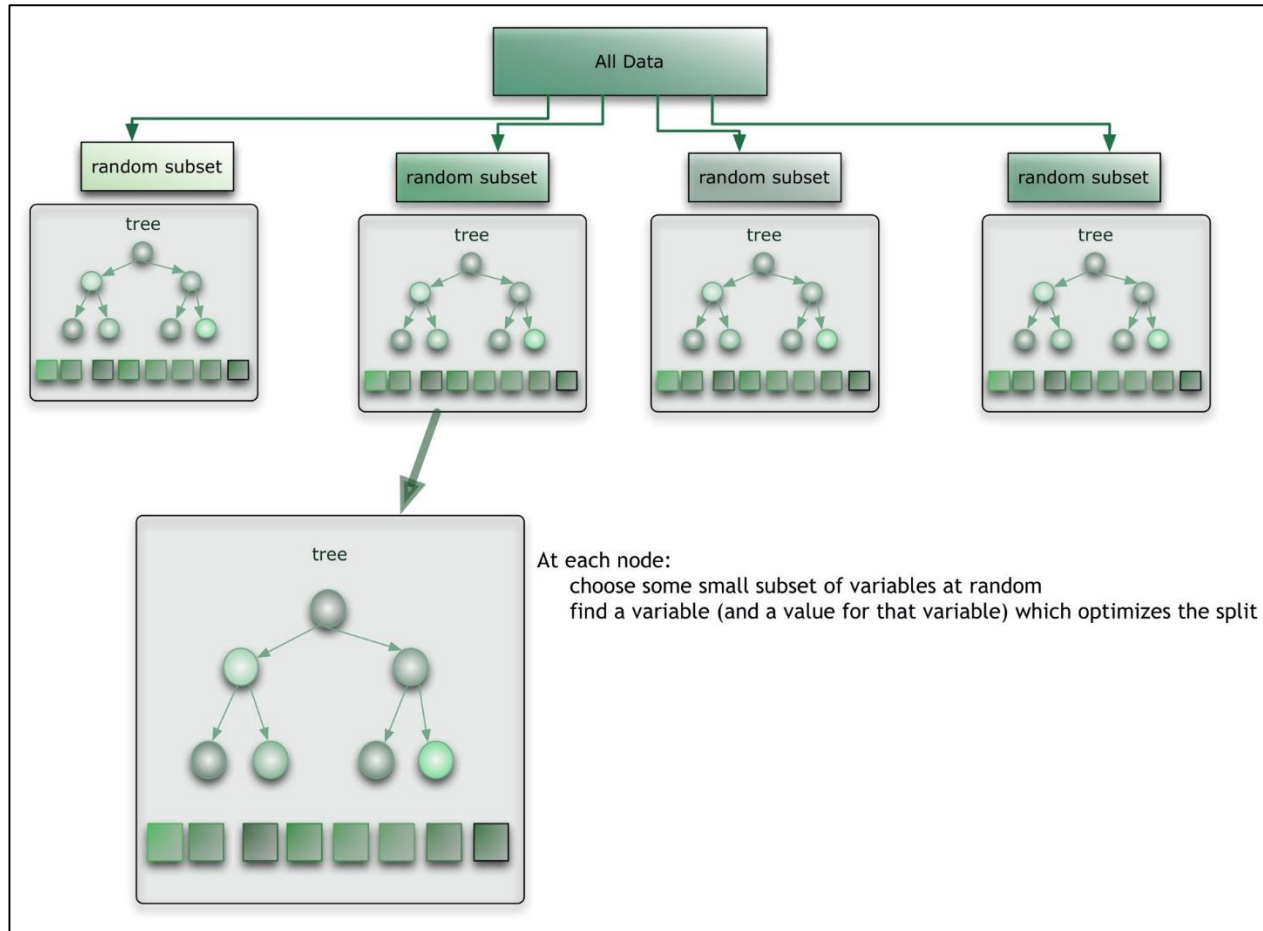 All Data
random subset
random subset
random subset
random subset
tree
tree
tree
tree
tree
At each node:
choose some small subset of variables at random
find a variable (and a value for that variable) which optimizes the split